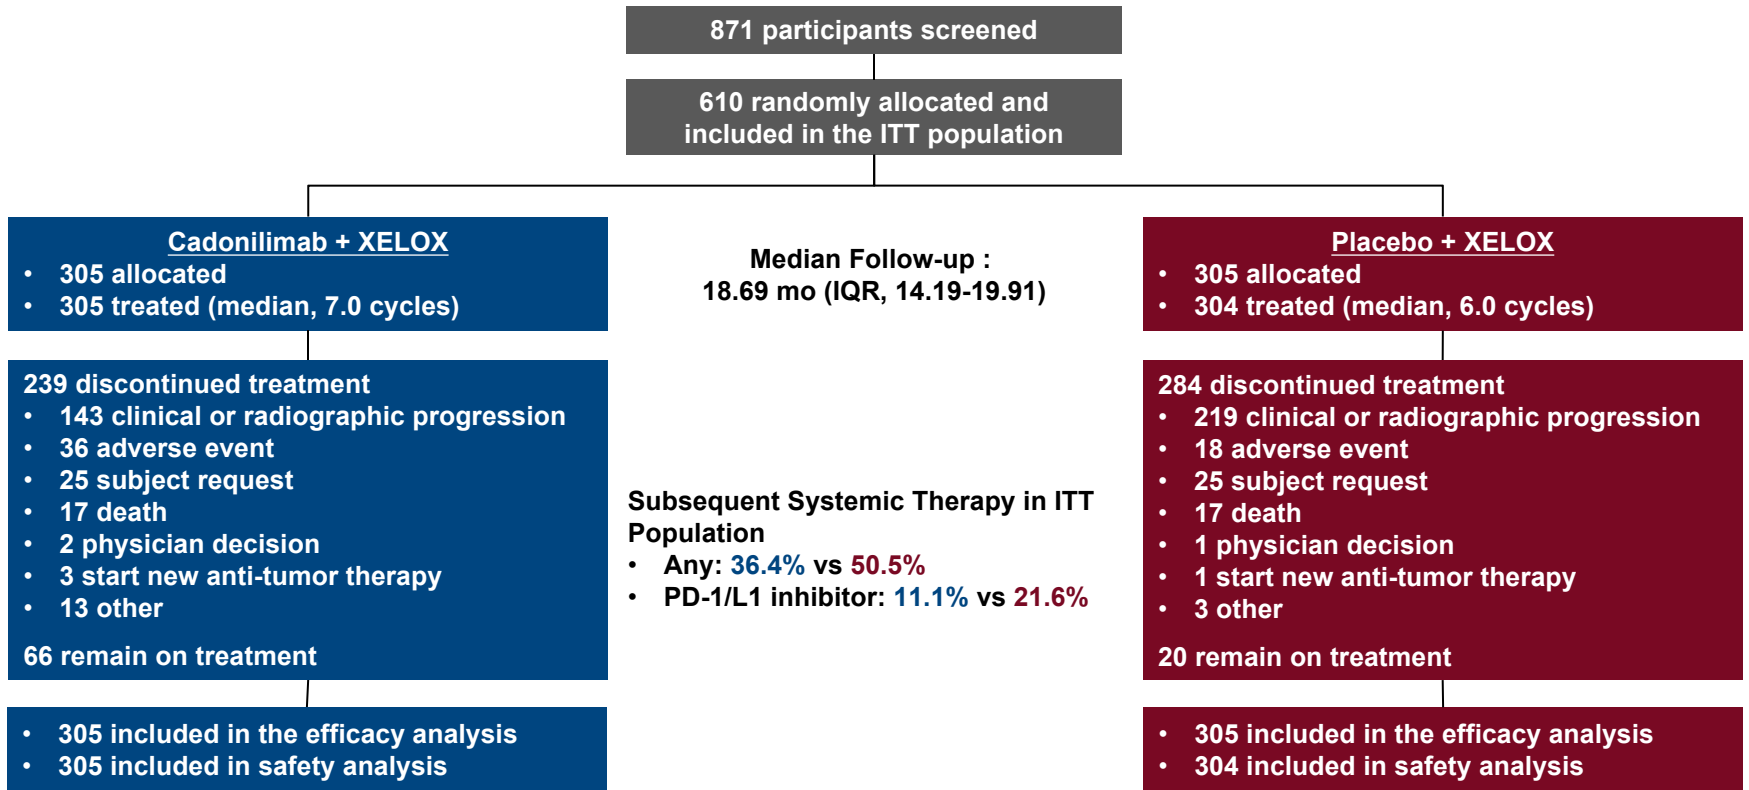 871 participants screened
610 randomly allocated and
included in the ITT population
Cadonilimab + XELOX
• 305 allocated
• 305 treated (median, 7.0 cycles)
Median Follow-up :
18.69 mo (IQR, 14.19-19.91)
Placebo + XELOX
• 305 allocated
• 304 treated (median, 6.0 cycles)
239 discontinued treatment
• 143 clinical or radiographic progression
• 36 adverse event
• 25 subject request
• 17 death
• 2 physician decision
• 3 start new anti-tumor therapy
• 13 other
66 remain on treatment
Subsequent Systemic Therapy in ITT
Population
• Any: 36.4% vs 50.5%
• PD-1/L1 inhibitor: 11.1% vs 21.6%
284 discontinued treatment
• 219 clinical or radiographic progression
• 18 adverse event
• 25 subject request
• 17 death
• 1 physician decision
• 1 start new anti-tumor therapy
• 3 other
20 remain on treatment
• 305 included in the efficacy analysis
• 305 included in safety analysis
• 305 included in the efficacy analysis
• 304 included in safety analysis